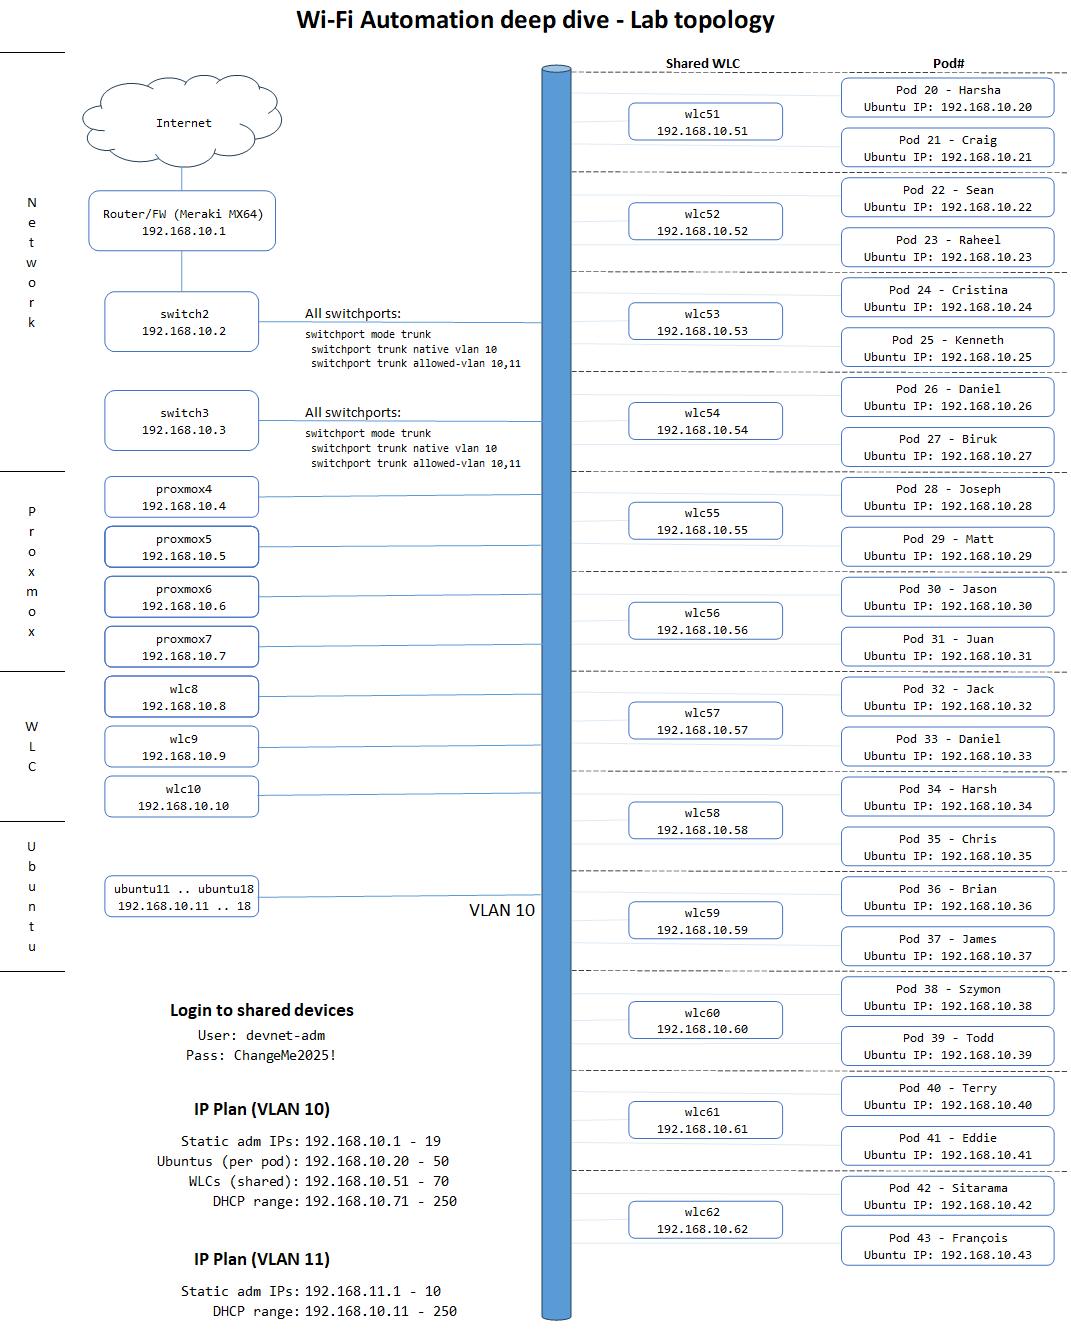 Wi-Fi Automation deep dive - Lab topology
Network
Internet
Router/FW (Meraki MX64)
192.168.10.1
switch2
192.168.10.2
All switchports:
switchport mode trunk
switchport trunk native vlan 10
switchport trunk allowed-vlan 10,11
switch3
192.168.10.3
All switchports:
switchport mode trunk
switchport trunk native vlan 10
switchport trunk allowed-vlan 10,11
Proxmox
proxmox4
192.168.10.4
proxmox5
192.168.10.5
proxmox6
192.168.10.6
proxmox7
192.168.10.7
WLC
wlc8
192.168.10.8
wlc9
192.168.10.9
wlc10
192.168.10.10
Ubuntu
ubuntu11 .. ubuntu18
192.168.10.11 .. 18
VLAN 10
Login to shared devices
User: devnet-adm
Pass: ChangeMe2025!
IP Plan (VLAN 10)
Static adm IPs: 192.168.10.1 - 19
Ubuntus (per pod): 192.168.10.20 - 50
WLCs (shared): 192.168.10.51 - 70
DHCP range: 192.168.10.71 - 250
IP Plan (VLAN 11)
Static adm IPs: 192.168.11.1 - 10
DHCP range: 192.168.10.11 - 250
Shared WLC
wlc51
192.168.10.51
wlc52
192.168.10.52
wlc53
192.168.10.53
wlc54
192.168.10.54
wlc55
192.168.10.55
wlc56
192.168.10.56
wlc57
192.168.10.57
wlc58
192.168.10.58
wlc59
192.168.10.59
wlc60
192.168.10.60
wlc61
192.168.10.61
wlc62
192.168.10.62
Pod#
Pod 20 - Harsha
Ubuntu IP: 192.168.10.20
Pod 21 - Craig
Ubuntu IP: 192.168.10.21
Pod 22 - Sean
Ubuntu IP: 192.168.10.22
Pod 23 - Raheel
Ubuntu IP: 192.168.10.23
Pod 24 - Cristina
Ubuntu IP: 192.168.10.24
Pod 25 - Kenneth
Ubuntu IP: 192.168.10.25
Pod 26 - Daniel
Ubuntu IP: 192.168.10.26
Pod 27 - Biruk
Ubuntu IP: 192.168.10.27
Pod 28 - Joseph
Ubuntu IP: 192.168.10.28
Pod 29 - Matt
Ubuntu IP: 192.168.10.29
Pod 30 - Jason
Ubuntu IP: 192.168.10.30
Pod 31 - Juan
Ubuntu IP: 192.168.10.31
Pod 32 - Jack
Ubuntu IP: 192.168.10.32
Pod 33 - Daniel
Ubuntu IP: 192.168.10.33
Pod 34 - Harsh
Ubuntu IP: 192.168.10.34
Pod 35 - Chris
Ubuntu IP: 192.168.10.35
Pod 36 - Brian
Ubuntu IP: 192.168.10.36
Pod 37 - James
Ubuntu IP: 192.168.10.37
Pod 38 - Szymon
Ubuntu IP: 192.168.10.38
Pod 39 - Todd
Ubuntu IP: 192.168.10.39
Pod 40 - Terry
Ubuntu IP: 192.168.10.40
Pod 41 - Eddie
Ubuntu IP: 192.168.10.41
Pod 42 - Sitarama
Ubuntu IP: 192.168.10.42
Pod 43 - François
Ubuntu IP: 192.168.10.43